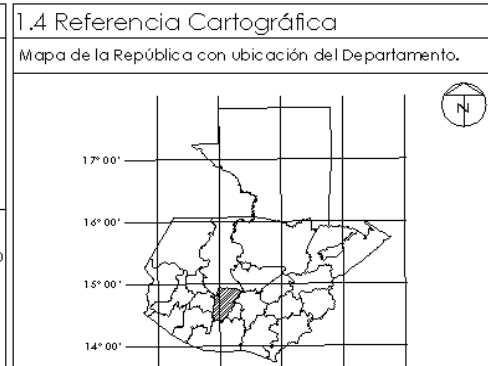 1.4 Referencia Cartográfica
Mapa de la República con ubicación del Departamento.
N
17° 00'
16° 00'
15° 00'
14° 00'